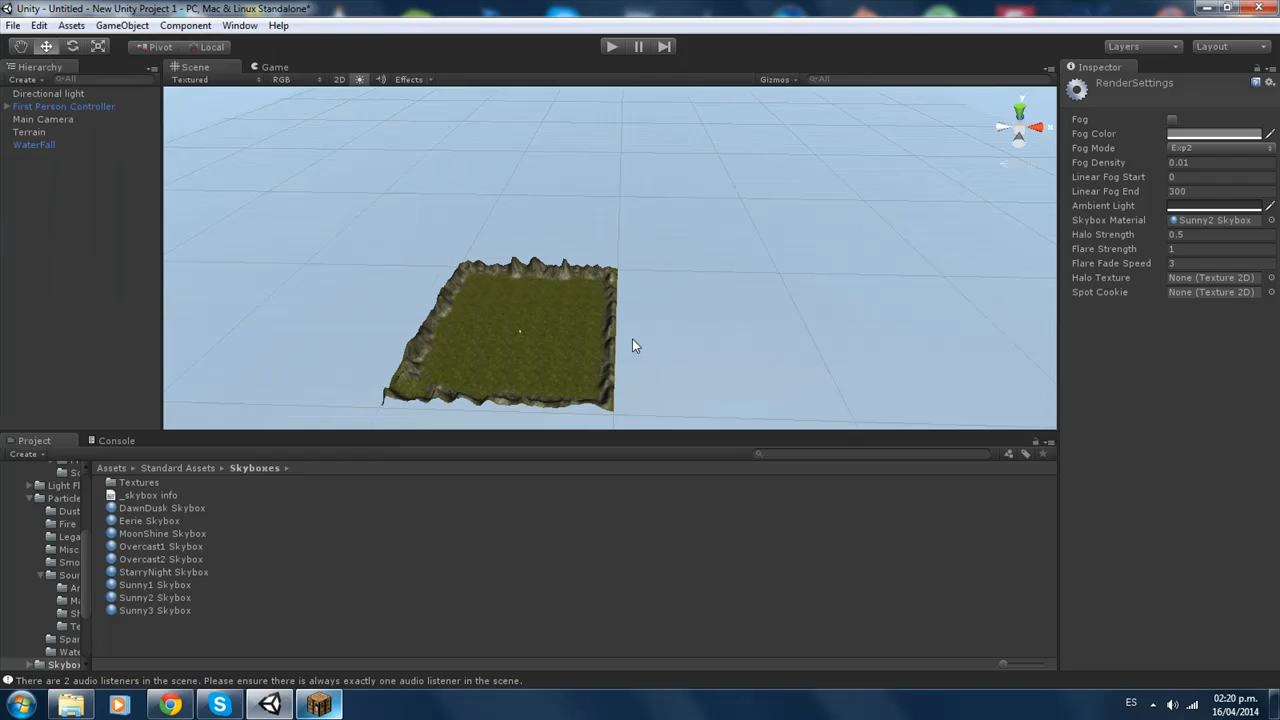 Unity - Untitled - New Unity Project 1 - PC, Mac & Linux Standalone*
File Edit Assets GameObject Component Window Help
Pivot Local Layers Layout
Hierarchy Scene Game Inspector
Create All Textured RGB 2D Effects Gizmos All
Directional light
First Person Controller
Main Camera
Terrain
WaterFall
RenderSettings
Fog
Fog Color
Fog Mode Exp2
Fog Density 0.01
Linear Fog Start 0
Linear Fog End 300
Ambient Light
Skybox Material Sunny2 Skybox
Halo Strength 0.5
Flare Strength 1
Flare Fade Speed 3
Halo Texture None (Texture 2D)
Spot Cookie None (Texture 2D)
Project Console
Create
Assets Standard Assets Skyboxes
So
Light Fl
Particle
Dust
Fire
Lega
Misc
Smo
Sour
Ar
Ma
Sh
Te
Spar
Wate
Skybox
Textures
_skybox info
DawnDusk Skybox
Eerie Skybox
MoonShine Skybox
Overcast1 Skybox
Overcast2 Skybox
StarryNight Skybox
Sunny1 Skybox
Sunny2 Skybox
Sunny3 Skybox
There are 2 audio listeners in the scene. Please ensure there is always exactly one audio listener in the scene.
ES
02:20 p.m.
16/04/2014